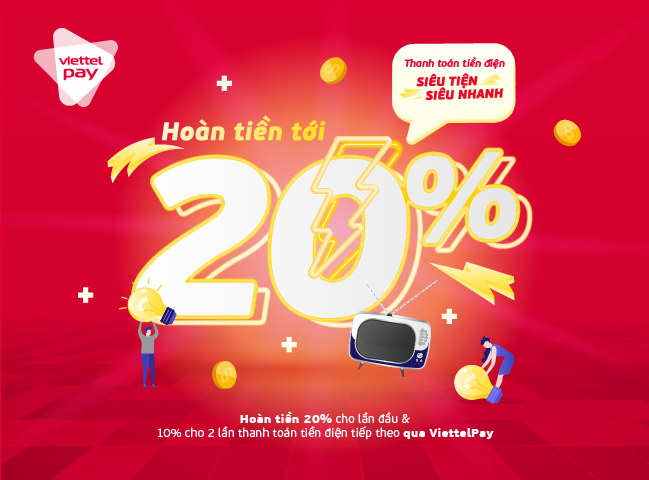 viettel
pay
Thanh toán tiền điện
SIÊU TIỆN
SIÊU NHANH
Hoàn tiền tới
20%
Hoàn tiền 20% cho lần đầu &
10% cho 2 lần thanh toán tiền điện tiếp theo qua ViettelPay